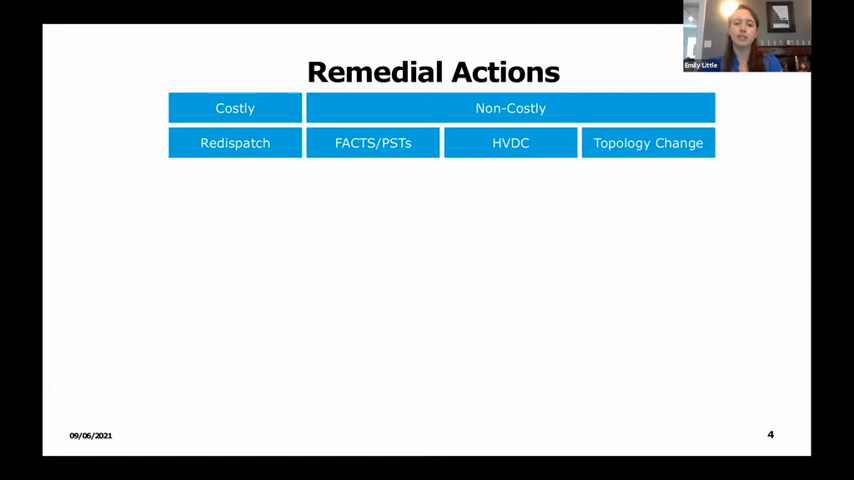 Emily Little
Remedial Actions
Costly Non-Costly
Redispatch FACTS/PSTs HVDC Topology Change
09/06/2021 4